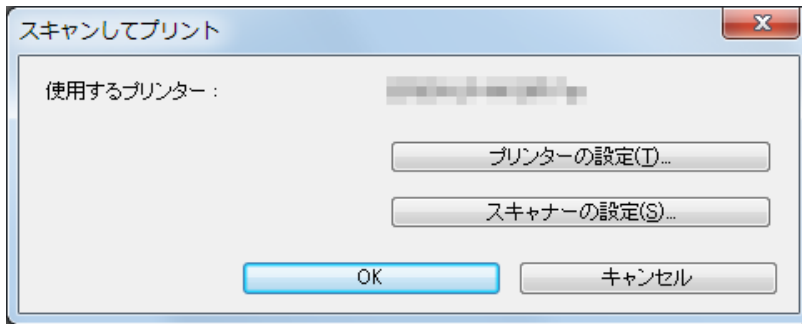 スキャンしてプリント
使用するプリンター：
プリンターの設定(T)...
スキャナーの設定(S)...
OK
キャンセル